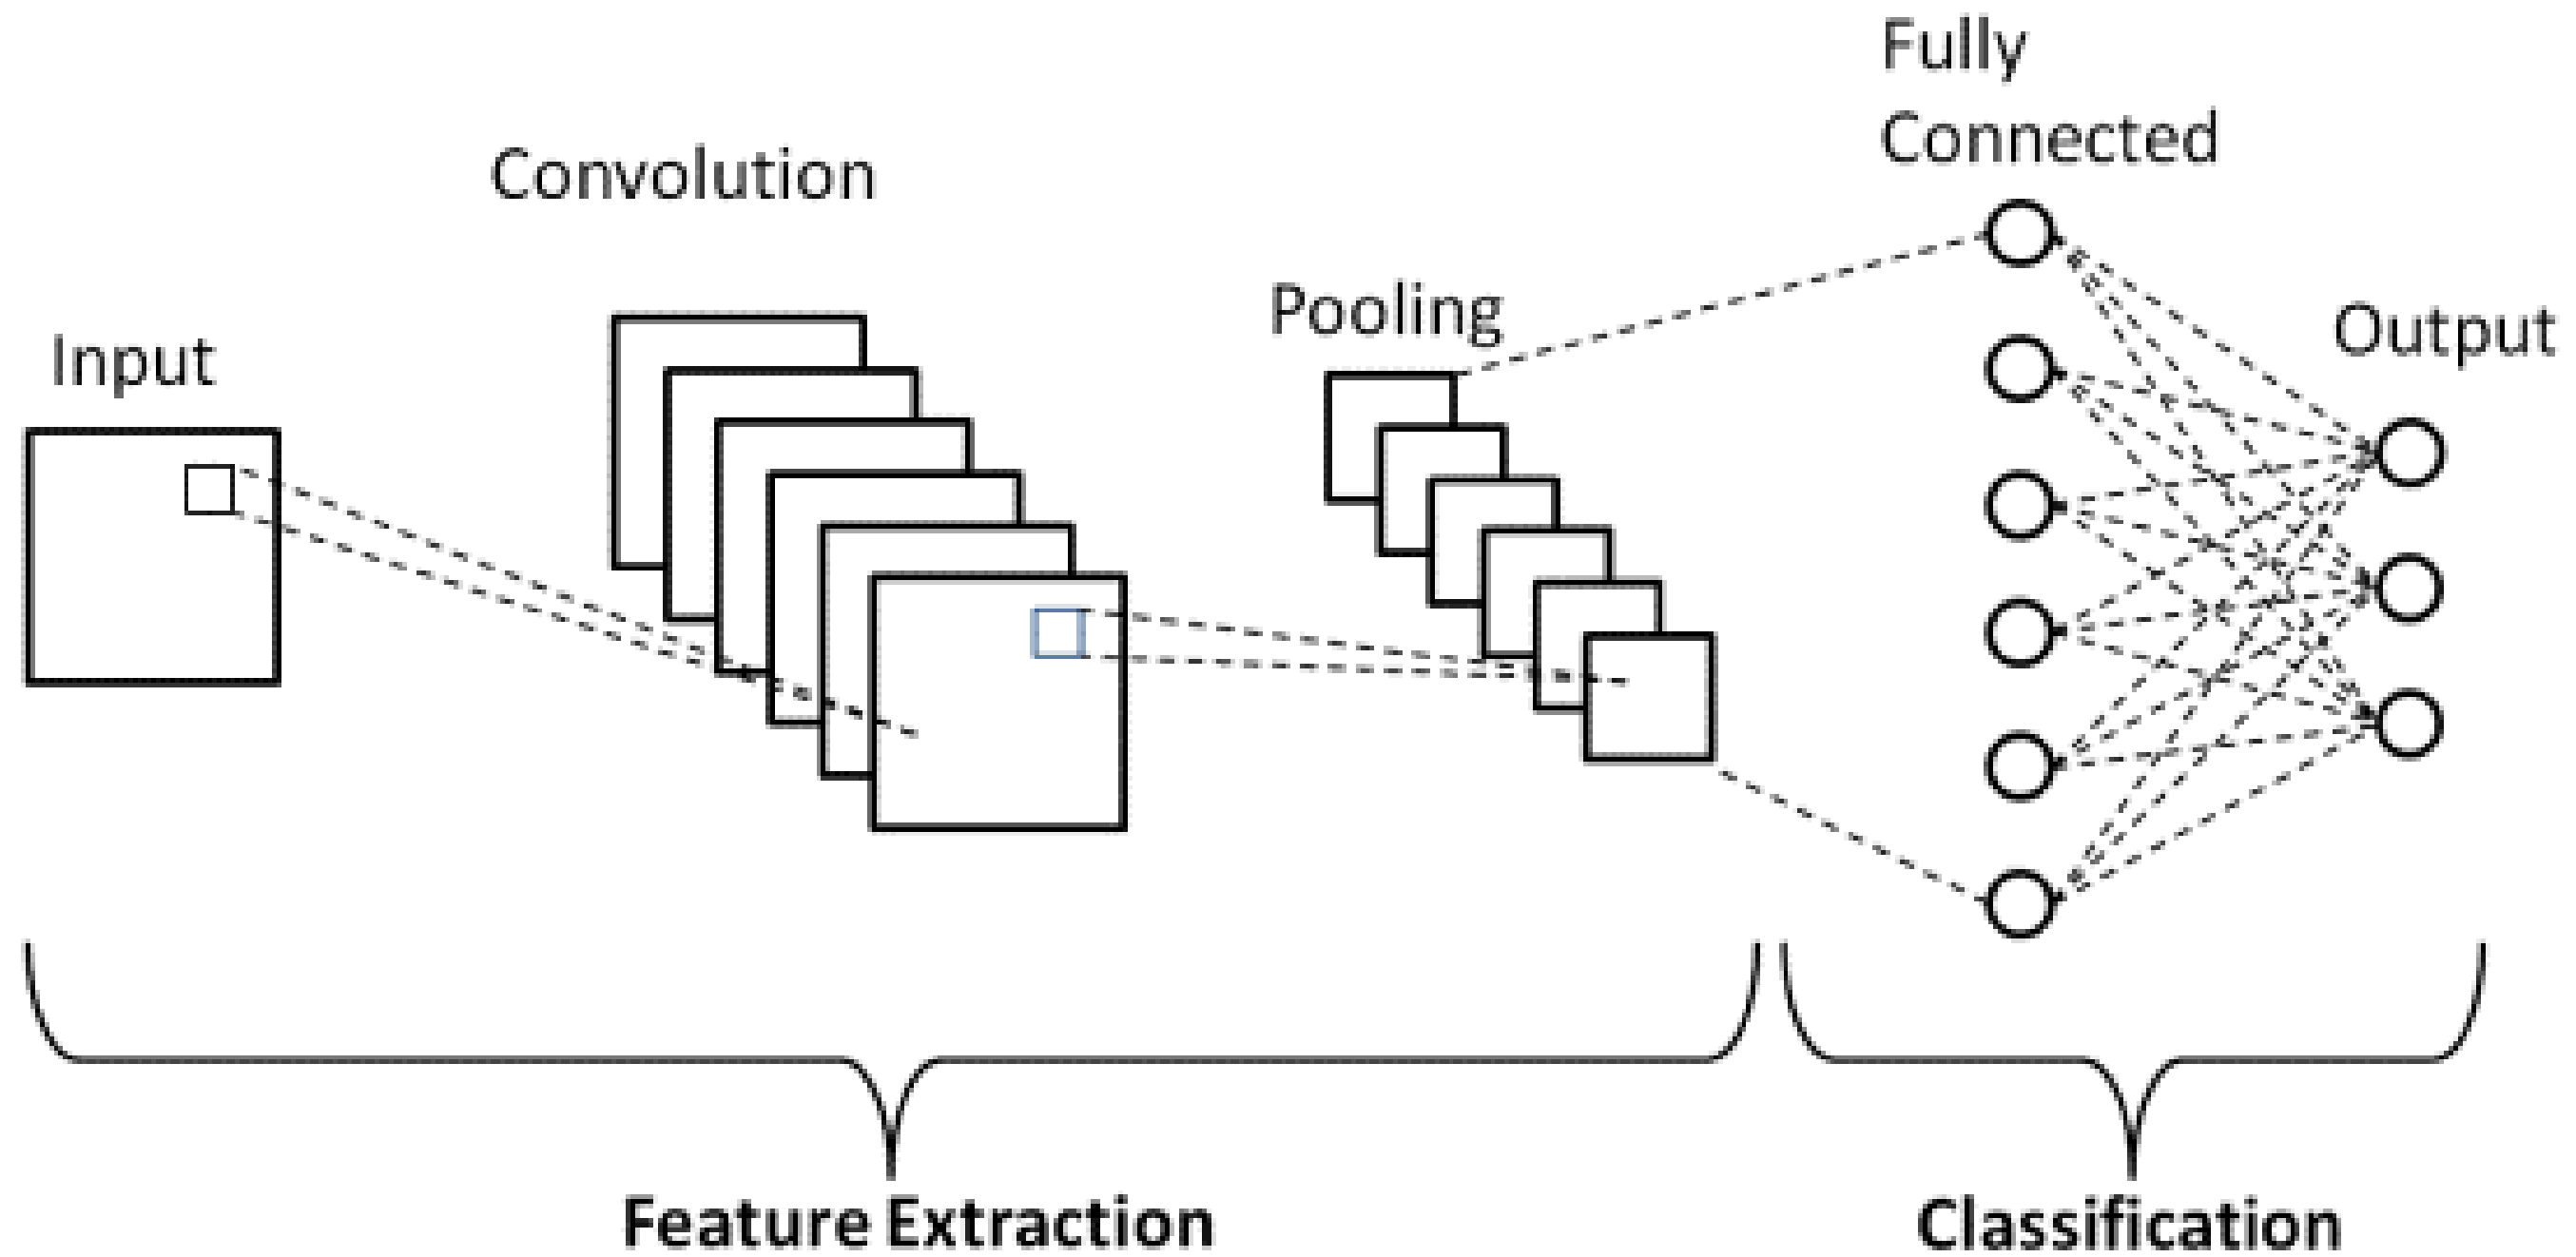 Fully
Connected
Convolution
Pooling
Input
Output
Feature Extraction
Classification